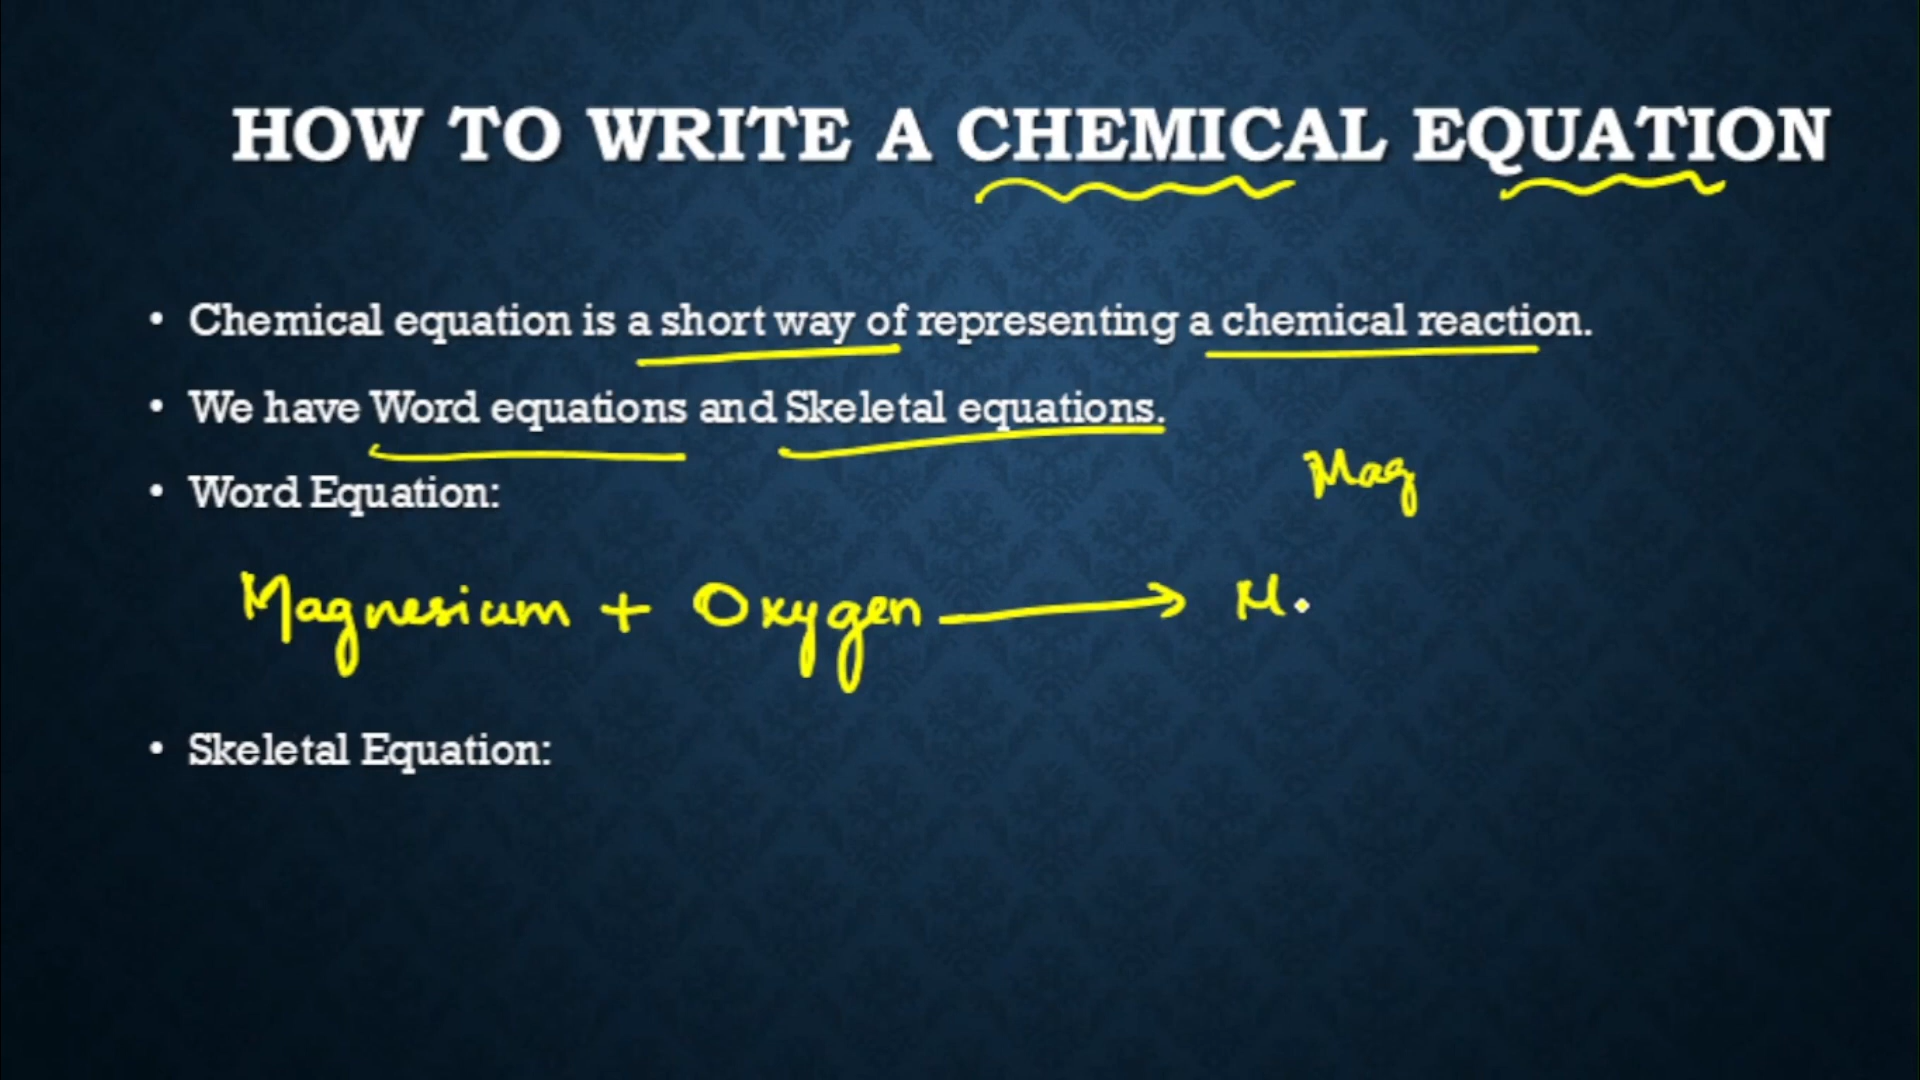 HOW TO WRITE A CHEMICAL EQUATION
• Chemical equation is a short way of representing a chemical reaction.
• We have Word equations and Skeletal equations.
Mag
• Word Equation:
Magnesium + Oxygen → M
• Skeletal Equation: